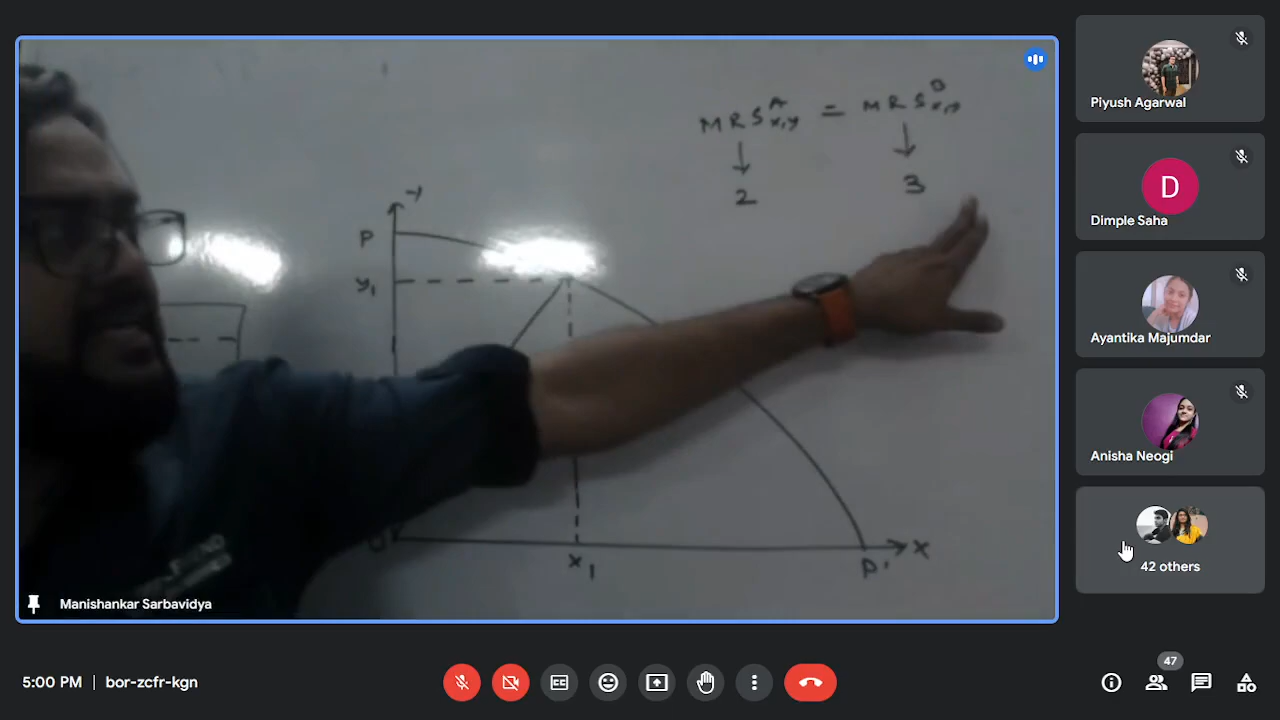 MRS^A_x,y = MRS^B_x,y
↓ ↓
2 3
Y
P
y₁
x₁
P'
X
Manishankar Sarbavidya
Piyush Agarwal
D
Dimple Saha
Ayantika Majumdar
Anisha Neogi
42 others
5:00 PM | bor-zcfr-kgn
47